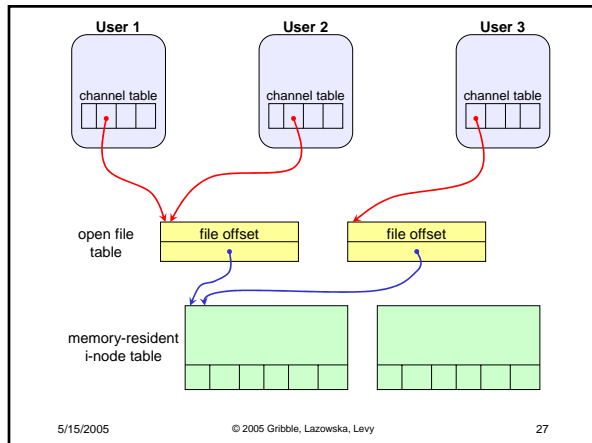 User 1
User 2
User 3
channel table
channel table
channel table
open file
table
file offset
file offset
memory-resident
i-node table
5/15/2005
© 2005 Gribble, Lazowska, Levy
27